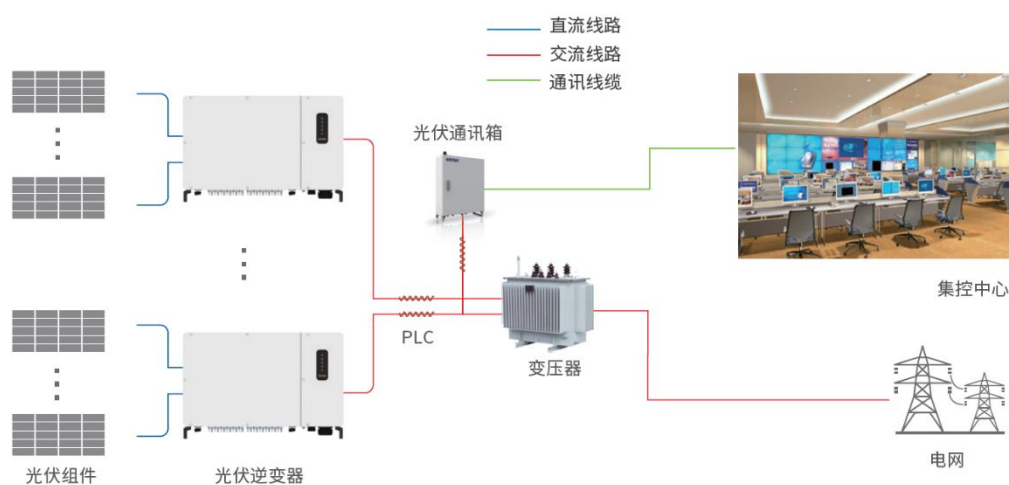 直流线路
交流线路
通讯线缆
光伏通讯箱
集控中心
PLC
变压器
电网
光伏组件
光伏逆变器